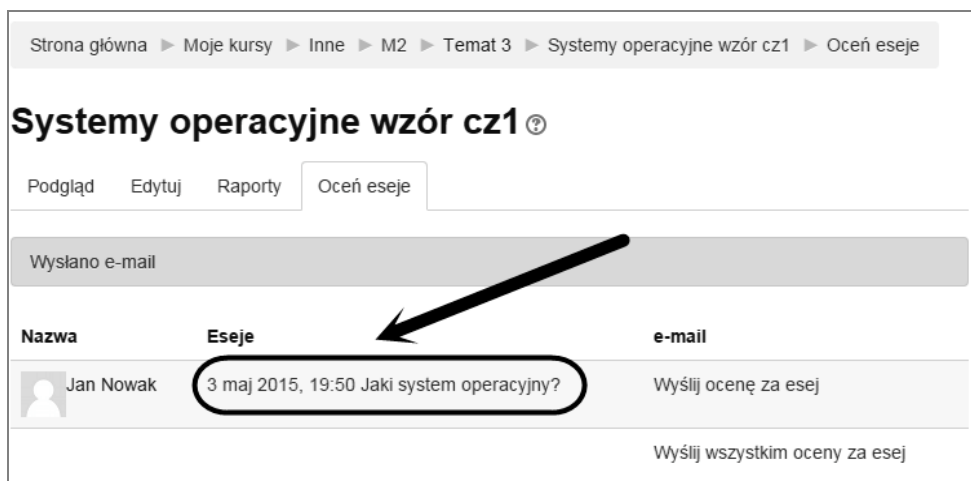 Strona główna ▶ Moje kursy ▶ Inne ▶ M2 ▶ Temat 3 ▶ Systemy operacyjne wzór cz1 ▶ Oceń eseje
Systemy operacyjne wzór cz1 ?
Podgląd Edytuj Raporty Oceń eseje
Wysłano e-mail
Nazwa Eseje e-mail
Jan Nowak 3 maj 2015, 19:50 Jaki system operacyjny? Wyślij ocenę za esej
Wyślij wszystkim oceny za esej